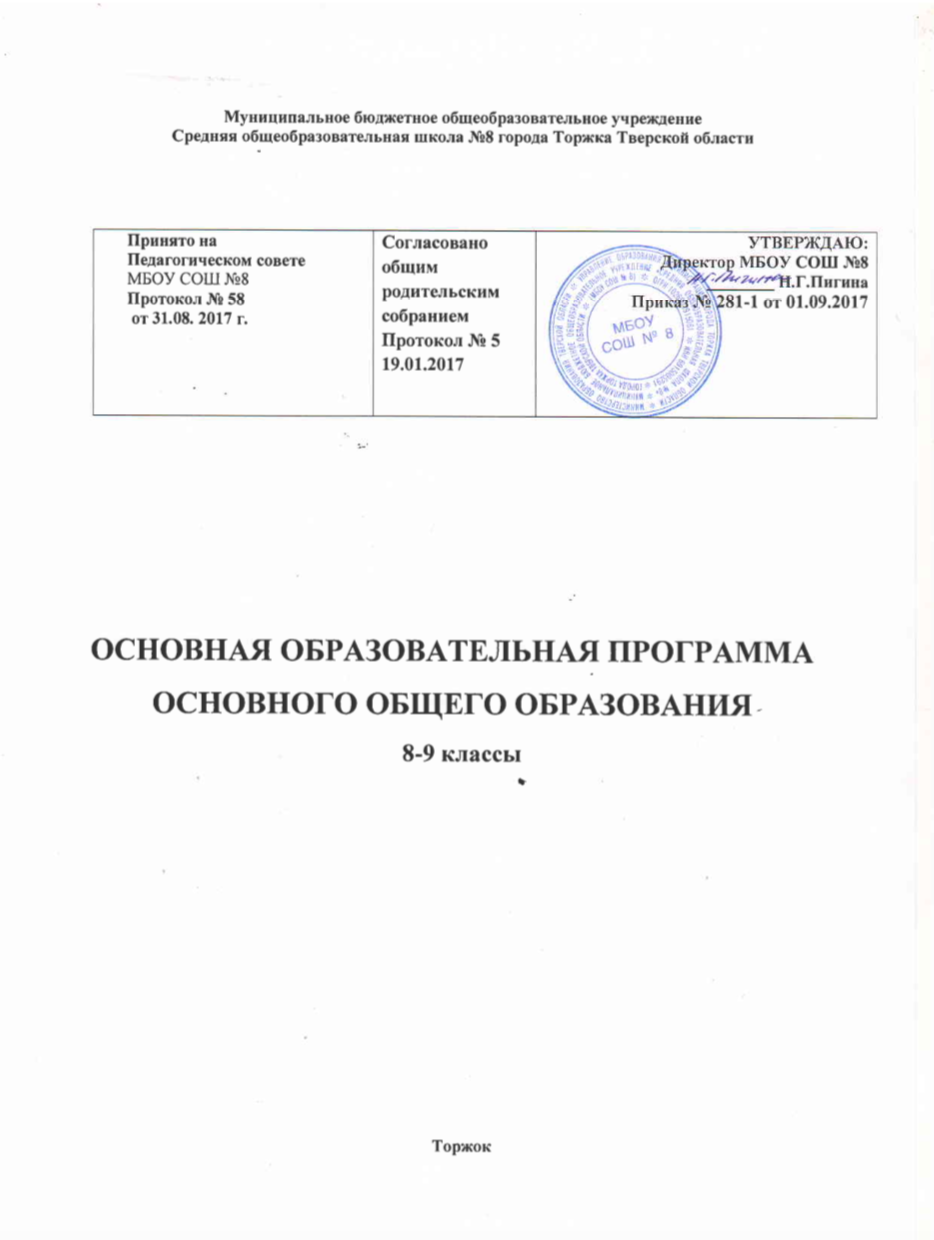 Муниципальное бюджетное общеобразовательное учреждение
Средняя общеобразовательная школа №8 города Торжка Тверской области
Принято на
Педагогическом совете
МБОУ СОШ №8
Протокол № 58
от 31.08. 2017 г.
Согласовано
общим
родительским
собранием
Протокол № 5
19.01.2017
УТВЕРЖДАЮ:
Директор МБОУ СОШ №8
Н.Г.Пигина
Приказ № 281-1 от 01.09.2017
МБОУ
СОШ № 8
ОСНОВНАЯ ОБРАЗОВАТЕЛЬНАЯ ПРОГРАММА
ОСНОВНОГО ОБЩЕГО ОБРАЗОВАНИЯ
8-9 классы
Торжок